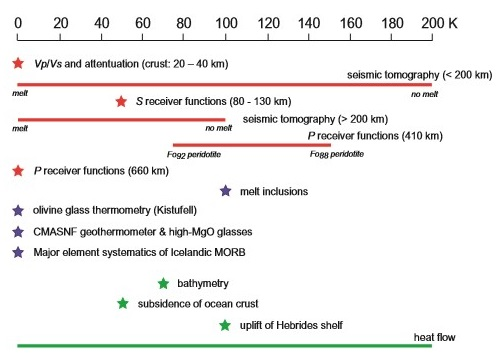 0 20 40 60 80 100 120 140 160 180 200 K
Vp/Vs and attentuation (crust: 20 – 40 km)
seismic tomography (< 200 km)
melt no melt
S receiver functions (80 - 130 km)
seismic tomography (> 200 km)
melt no melt
P receiver functions (410 km)
Fo92 peridotite Fo88 peridotite
P receiver functions (660 km)
melt inclusions
olivine glass thermometry (Kistufell)
CMASNF geothermometer & high-MgO glasses
Major element systematics of Icelandic MORB
bathymetry
subsidence of ocean crust
uplift of Hebrides shelf
heat flow